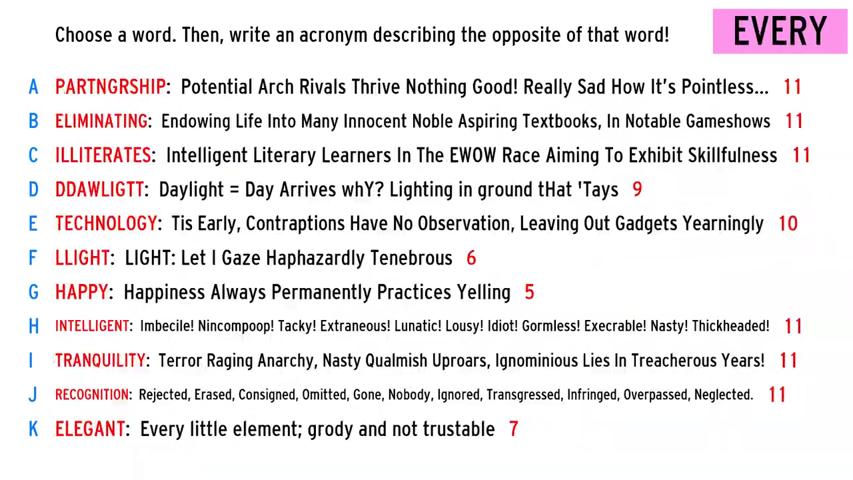 Choose a word. Then, write an acronym describing the opposite of that word!
EVERY
A PARTNGRSHIP: Potential Arch Rivals Thrive Nothing Good! Really Sad How It's Pointless... 11
B ELIMINATING: Endowing Life Into Many Innocent Noble Aspiring Textbooks, In Notable Gameshows 11
C ILLITERATES: Intelligent Literary Learners In The EWOW Race Aiming To Exhibit Skillfulness 11
D DDAWLIGTT: Daylight = Day Arrives whY? Lighting in ground tHat 'Tays 9
E TECHNOLOGY: Tis Early, Contraptions Have No Observation, Leaving Out Gadgets Yearningly 10
F LLIGHT: LIGHT: Let I Gaze Haphazardly Tenebrous 6
G HAPPY: Happiness Always Permanently Practices Yelling 5
H INTELLIGENT: Imbecile! Nincompoop! Tacky! Extraneous! Lunatic! Lousy! Idiot! Gormless! Execrable! Nasty! Thickheaded! 11
I TRANQUILITY: Terror Raging Anarchy, Nasty Qualmish Uproars, Ignominious Lies In Treacherous Years! 11
J RECOGNITION: Rejected, Erased, Consigned, Omitted, Gone, Nobody, Ignored, Transgressed, Infringed, Overpassed, Neglected. 11
K ELEGANT: Every little element; grody and not trustable 7